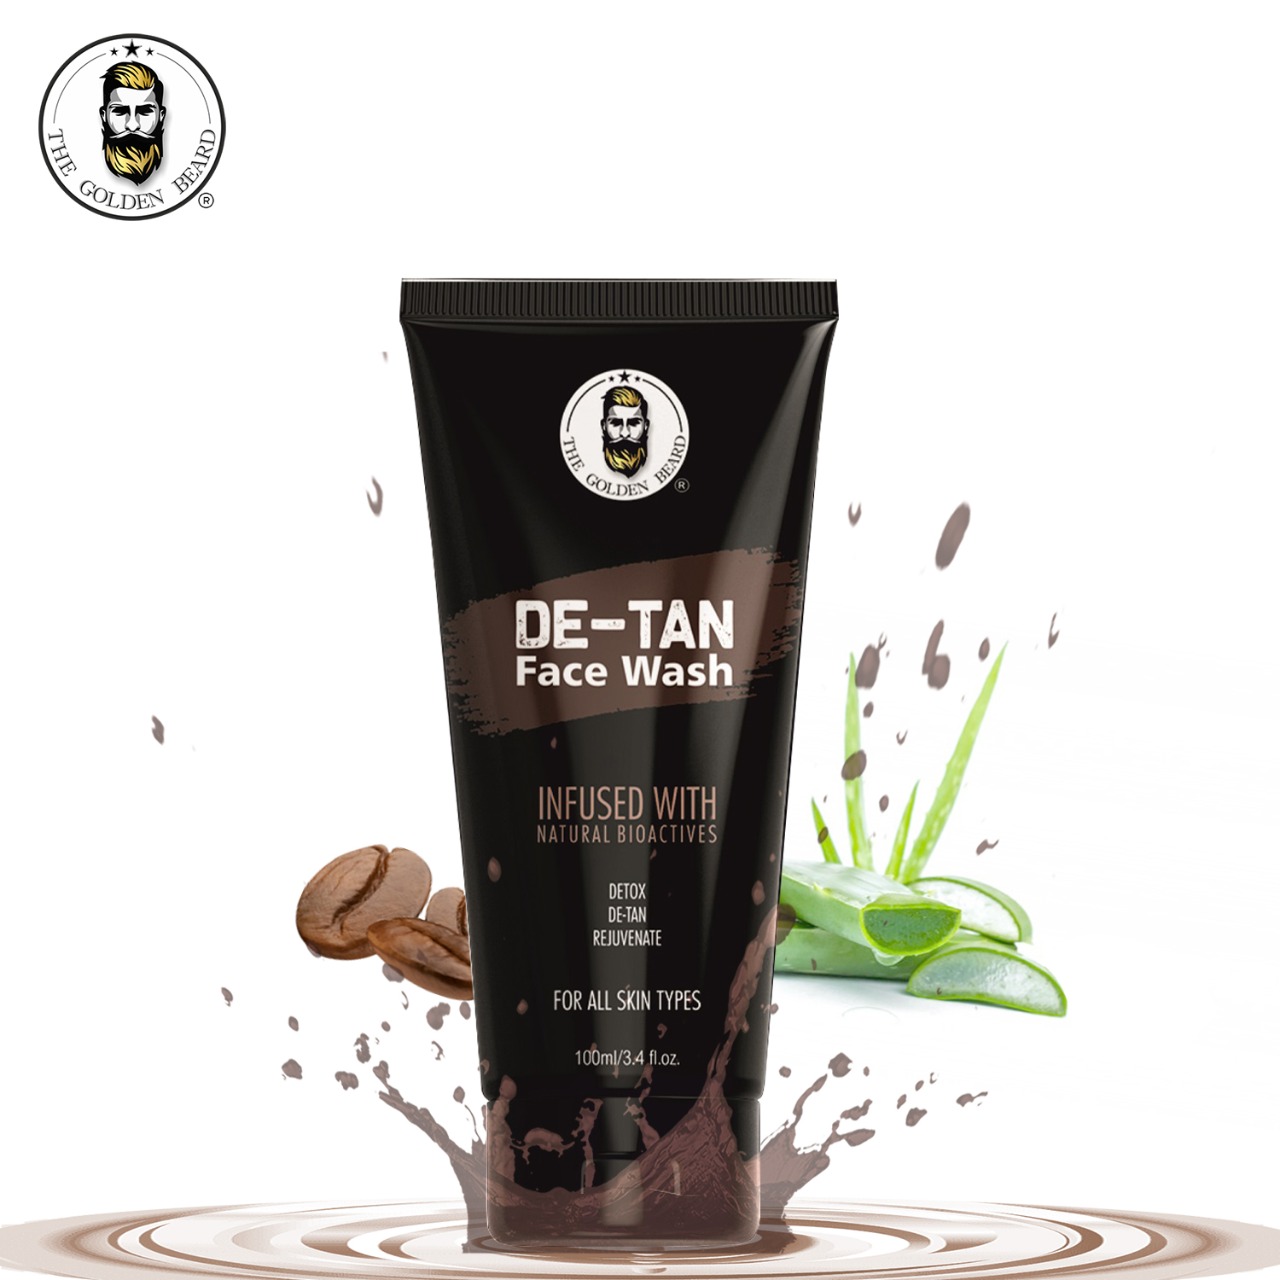 THE GOLDEN BEARD
®
THE GOLDEN BEARD
®
DE-TAN
Face Wash
INFUSED WITH
NATURAL BIOACTIVES
DETOX
DE-TAN
REJUVENATE
FOR ALL SKIN TYPES
100ml/3.4 fl.oz.